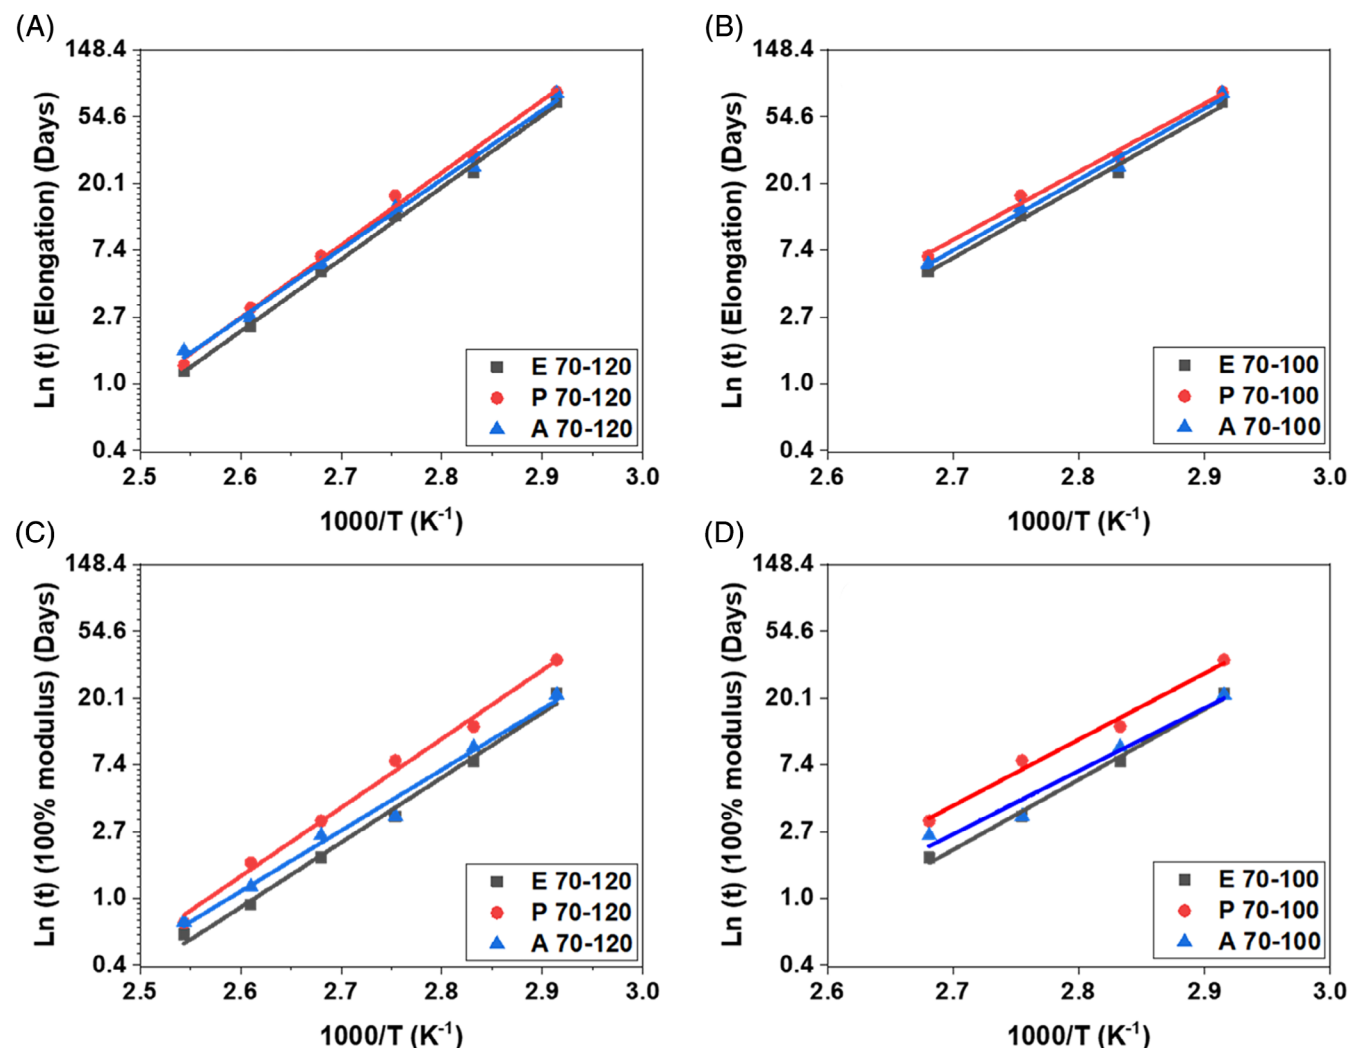 (A)
Ln (t) (Elongation) (Days)
148.4
54.6
20.1
7.4
2.7
1.0
0.4
2.5 2.6 2.7 2.8 2.9 3.0
1000/T (K⁻¹)
E 70-120
P 70-120
A 70-120
(B)
Ln (t) (Elongation) (Days)
148.4
54.6
20.1
7.4
2.7
1.0
0.4
2.6 2.7 2.8 2.9 3.0
1000/T (K⁻¹)
E 70-100
P 70-100
A 70-100
(C)
Ln (t) (100% modulus) (Days)
148.4
54.6
20.1
7.4
2.7
1.0
0.4
2.5 2.6 2.7 2.8 2.9 3.0
1000/T (K⁻¹)
E 70-120
P 70-120
A 70-120
(D)
Ln (t) (100% modulus) (Days)
148.4
54.6
20.1
7.4
2.7
1.0
0.4
2.6 2.7 2.8 2.9 3.0
1000/T (K⁻¹)
E 70-100
P 70-100
A 70-100